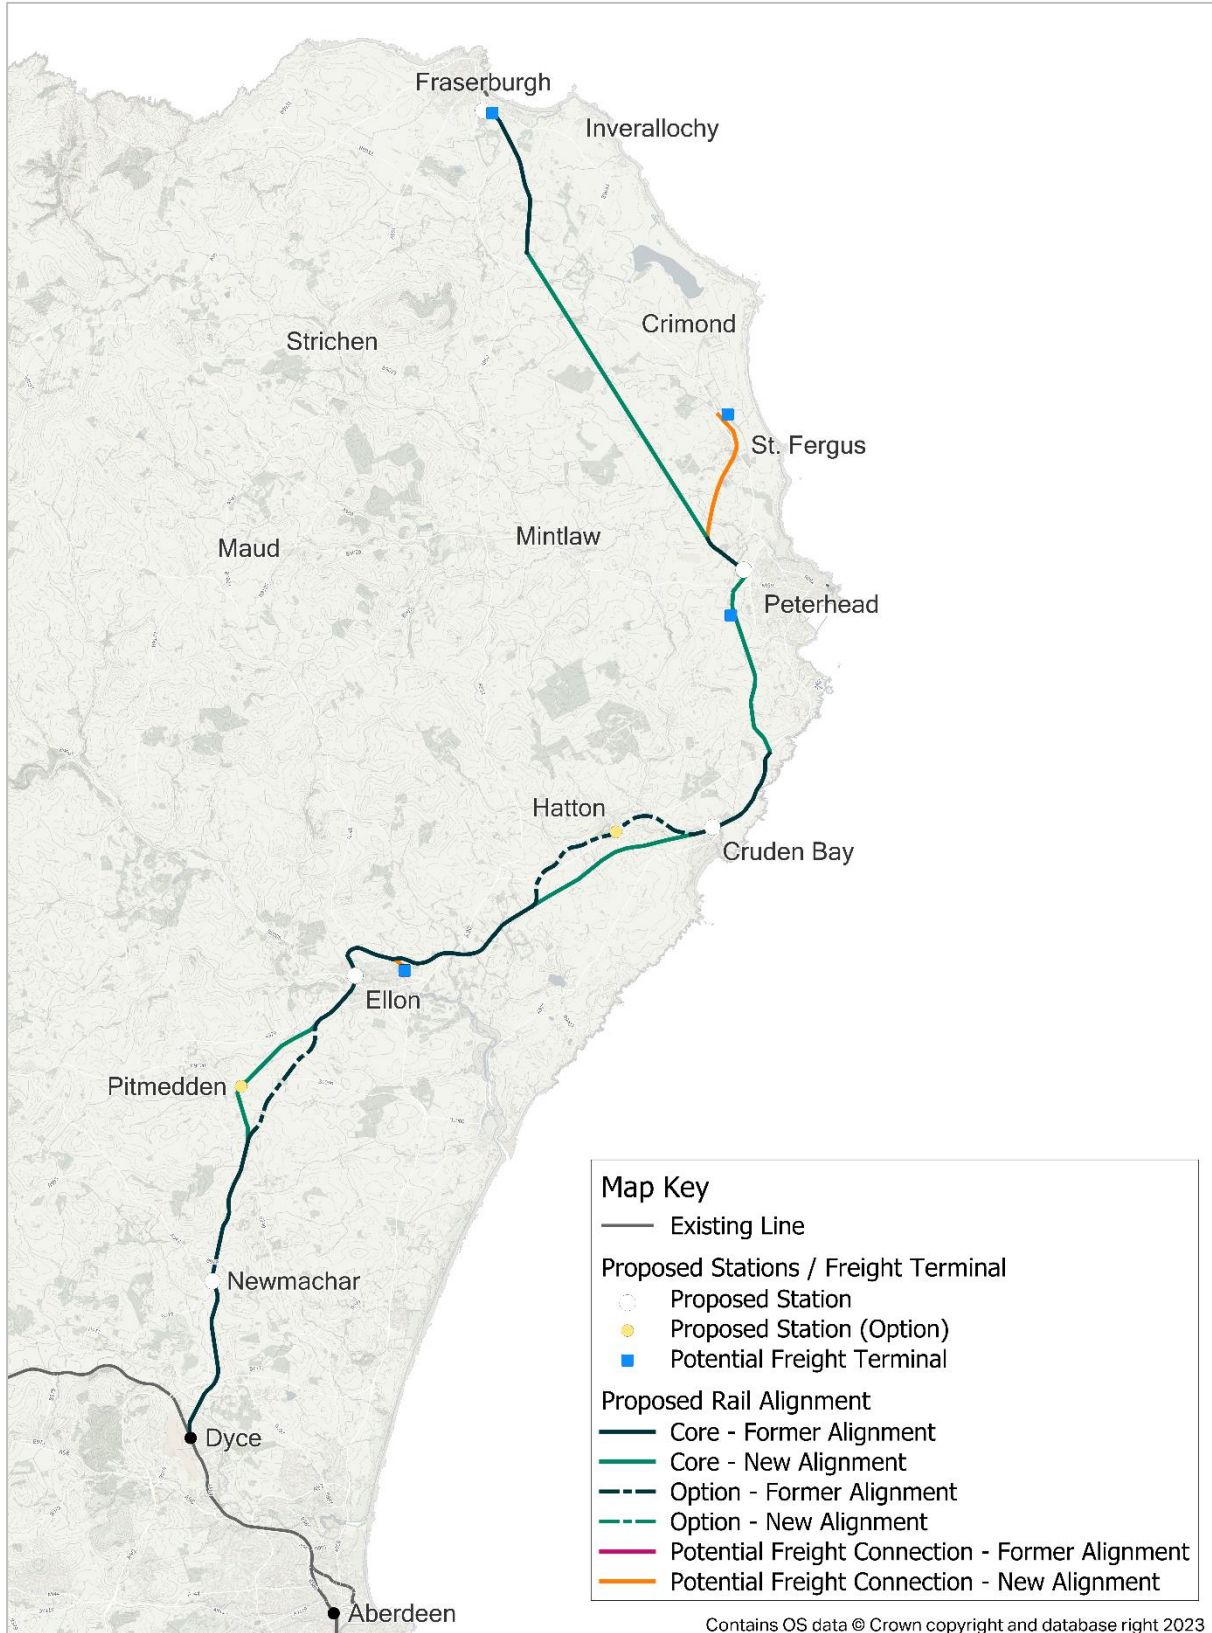 Fraserburgh
Inverallochy
Crimond
Strichen
St. Fergus
Mintlaw
Maud
Peterhead
Hatton
Cruden Bay
Ellon
Pitmedden
Newmachar
Dyce
Aberdeen
Map Key
Existing Line
Proposed Stations / Freight Terminal
Proposed Station
Proposed Station (Option)
Potential Freight Terminal
Proposed Rail Alignment
Core - Former Alignment
Core - New Alignment
Option - Former Alignment
Option - New Alignment
Potential Freight Connection - Former Alignment
Potential Freight Connection - New Alignment
Contains OS data © Crown copyright and database right 2023